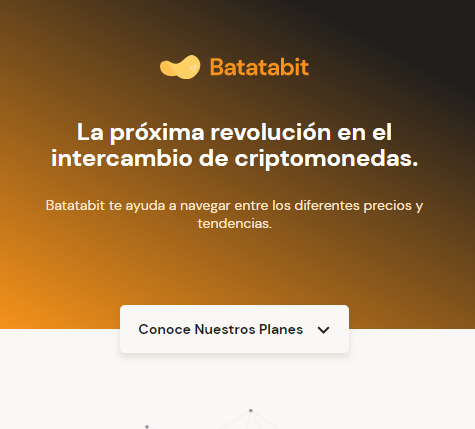 Batatabit
La próxima revolución en el
intercambio de criptomonedas.
Batatabit te ayuda a navegar entre los diferentes precios y
tendencias.
Conoce Nuestros Planes